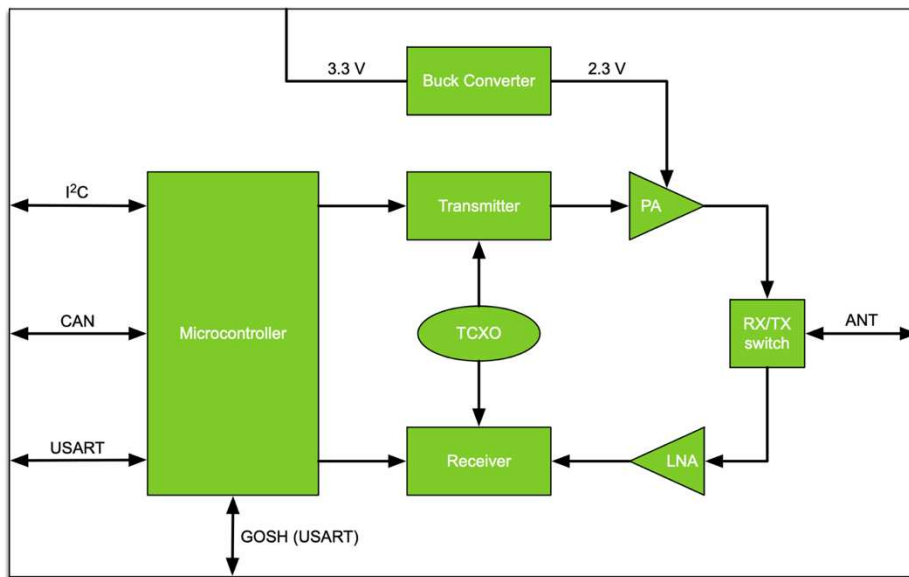 3.3 V
Buck Converter
2.3 V
I²C
Transmitter
PA
CAN
Microcontroller
TCXO
RX/TX
switch
ANT
USART
Receiver
LNA
GOSH (USART)